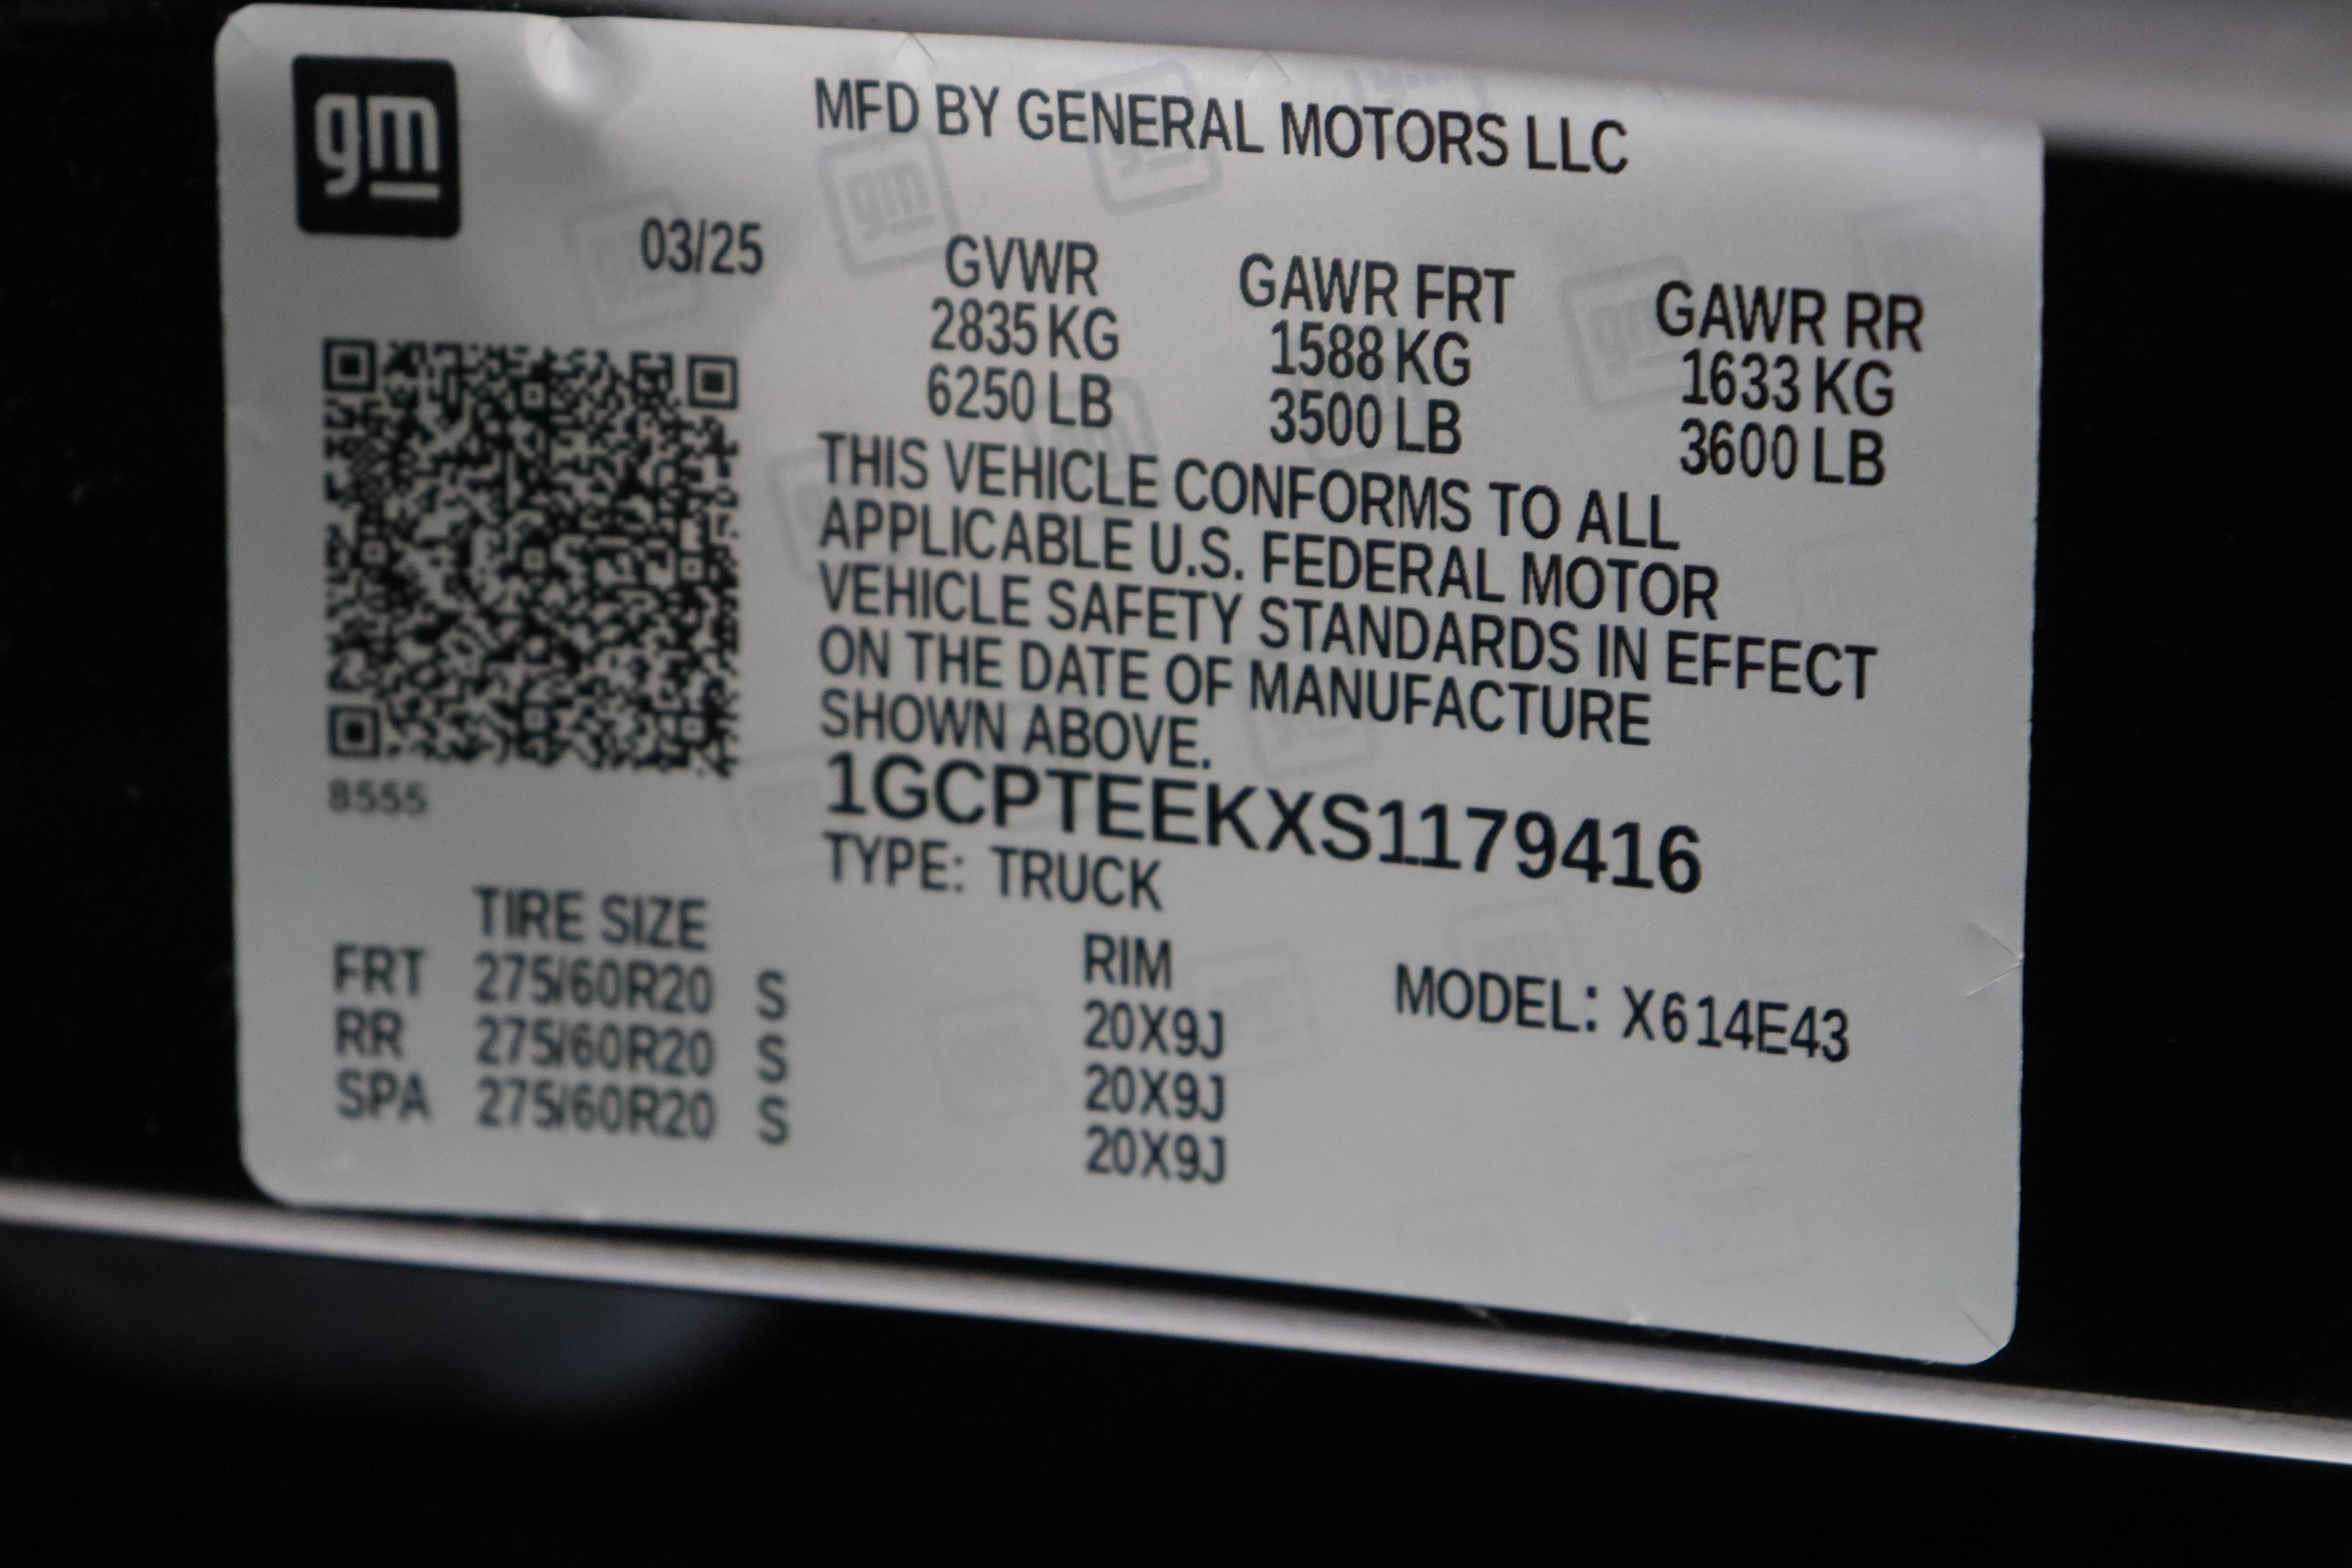 gm
MFD BY GENERAL MOTORS LLC
03/25
GVWR GAWR FRT GAWR RR
2835 KG 1588 KG 1633 KG
6250 LB 3500 LB 3600 LB
THIS VEHICLE CONFORMS TO ALL
APPLICABLE U.S. FEDERAL MOTOR
VEHICLE SAFETY STANDARDS IN EFFECT
ON THE DATE OF MANUFACTURE
SHOWN ABOVE.
8555
1GCPTEEKXS1179416
TYPE: TRUCK
TIRE SIZE RIM MODEL: X614E43
FRT 275/60R20 S 20X9J
RR 275/60R20 S 20X9J
SPA 275/60R20 S 20X9J